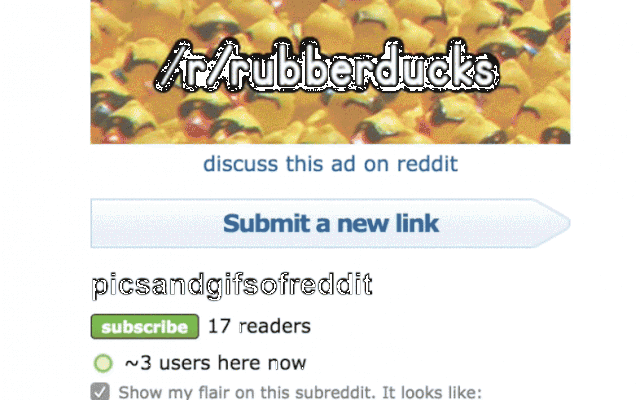 /r/rubberducks
discuss this ad on reddit
Submit a new link
picsandgifsofreddit
subscribe 17 readers
~3 users here now
Show my flair on this subreddit. It looks like: